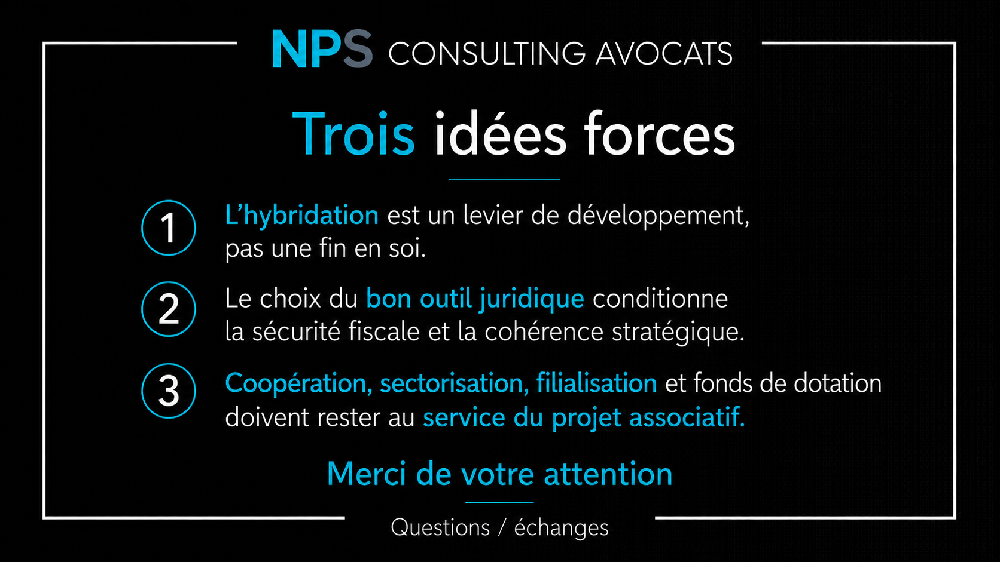 NPS CONSULTING AVOCATS
Trois idées forces
1
L’hybridation est un levier de développement,
pas une fin en soi.
2
Le choix du bon outil juridique conditionne
la sécurité fiscale et la cohérence stratégique.
3
Coopération, sectorisation, filialisation et fonds de dotation
doivent rester au service du projet associatif.
Merci de votre attention
Questions / échanges